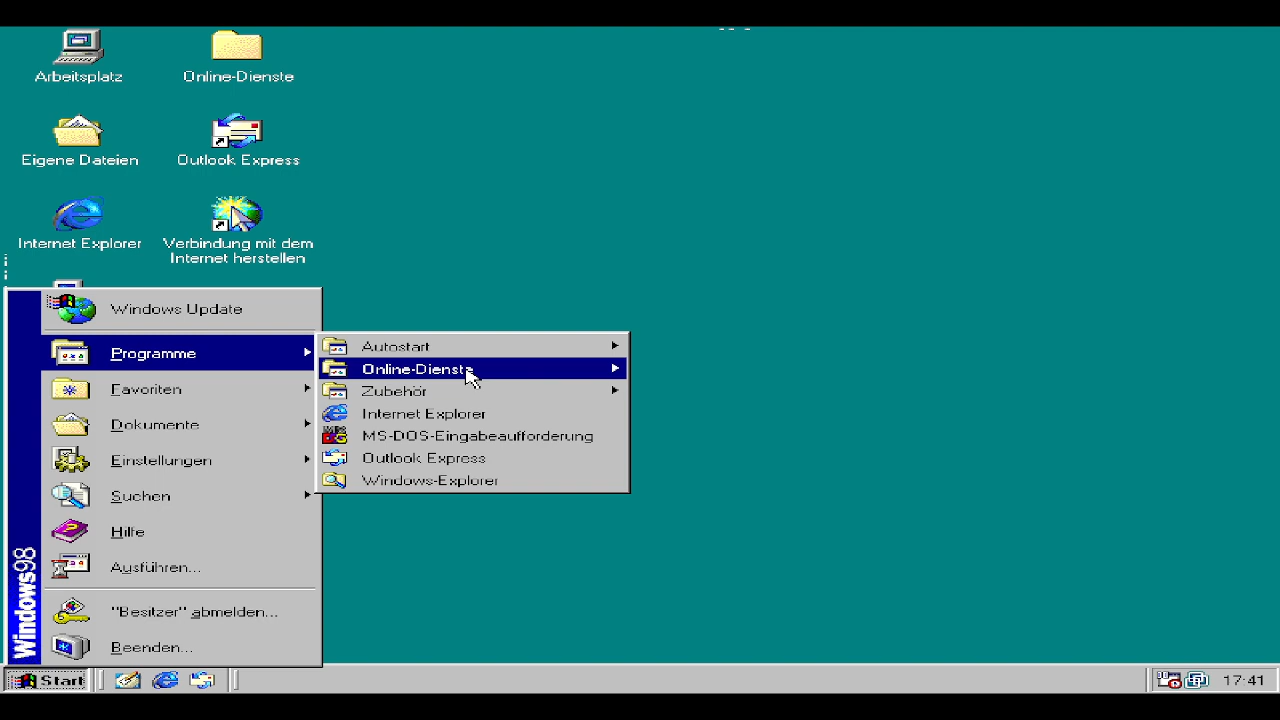 Arbeitsplatz
Online-Dienste
Eigene Dateien
Outlook Express
Internet Explorer
Verbindung mit dem
Internet herstellen
Windows Update
Programme
Favoriten
Dokumente
Einstellungen
Suchen
Hilfe
Ausführen...
"Besitzer" abmelden...
Beenden...
Windows98
Autostart
Online-Dienste
Zubehör
Internet Explorer
MS-DOS-Eingabeaufforderung
Outlook Express
Windows-Explorer
Start
17:41